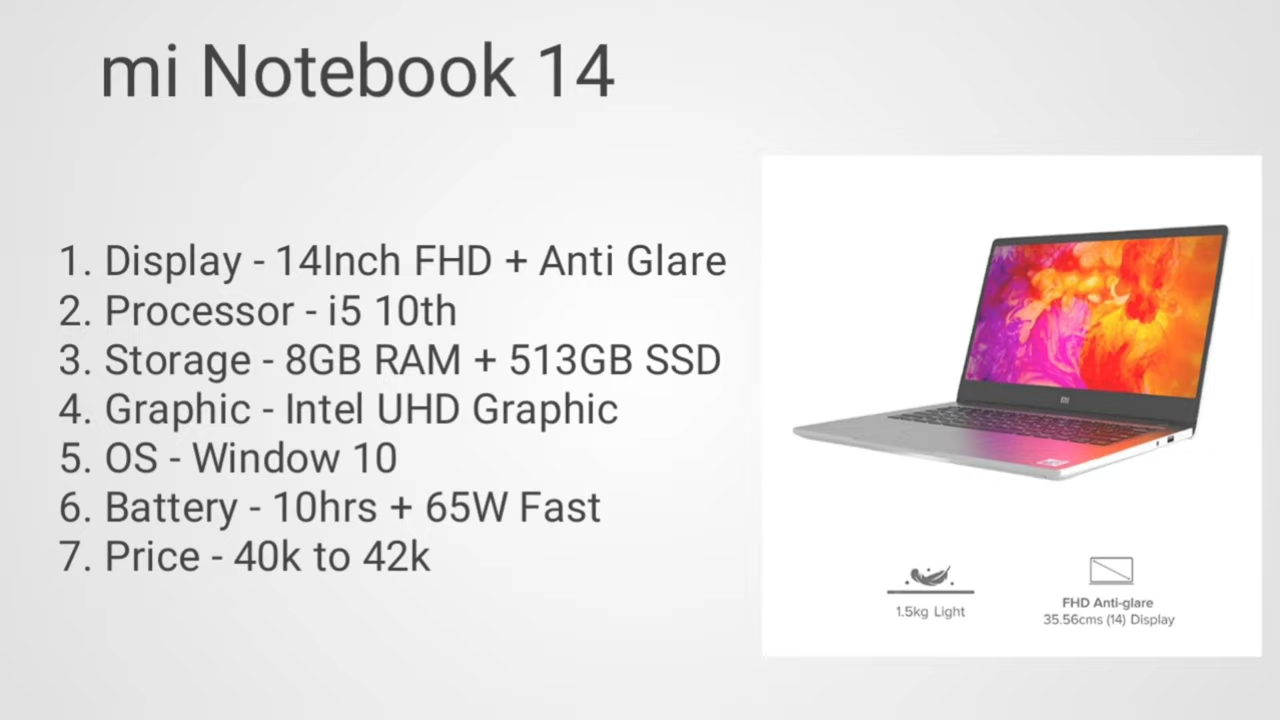 mi Notebook 14
1. Display - 14Inch FHD + Anti Glare
2. Processor - i5 10th
3. Storage - 8GB RAM + 513GB SSD
4. Graphic - Intel UHD Graphic
5. OS - Window 10
6. Battery - 10hrs + 65W Fast
7. Price - 40k to 42k
MI
1.5kg Light
FHD Anti-glare
35.56cms (14) Display